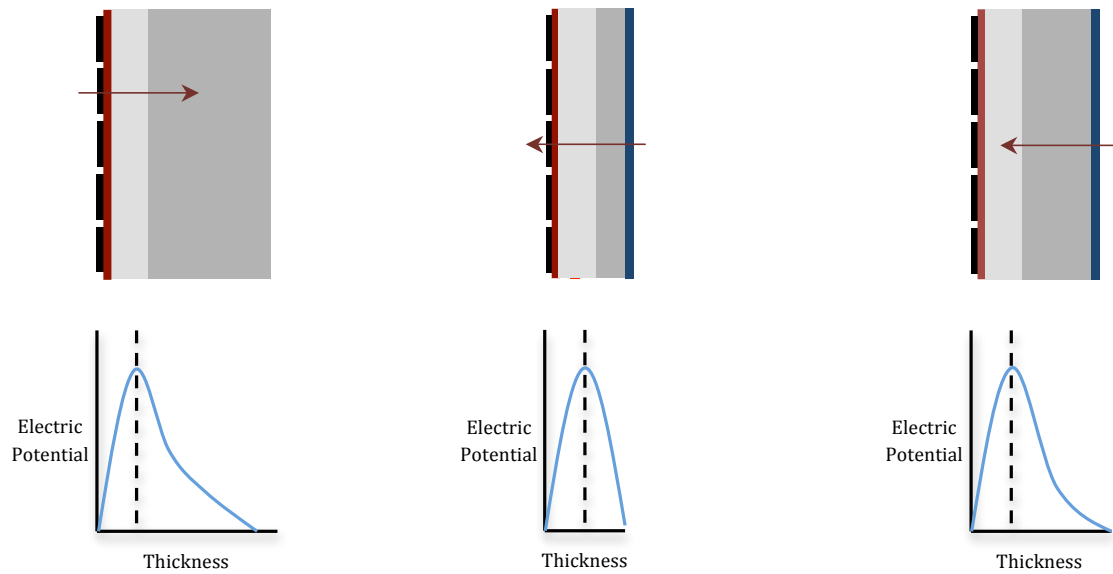 Electric
Potential
Thickness
Electric
Potential
Thickness
Electric
Potential
Thickness